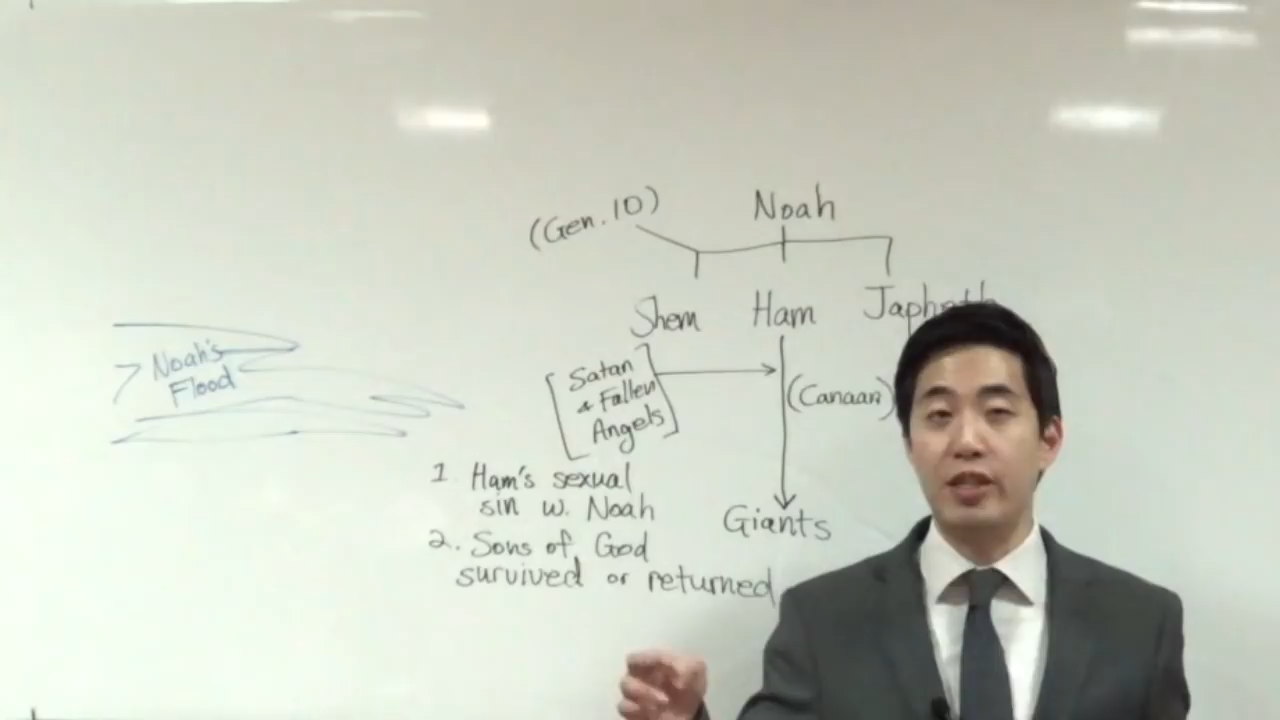 (Gen. 10)
Noah
Shem Ham Japheth
Noah's
Flood
Satan
& Fallen
Angels
(Canaan)
1 Ham's sexual
sin w. Noah
Giants
2. Sons of God
survived or returned